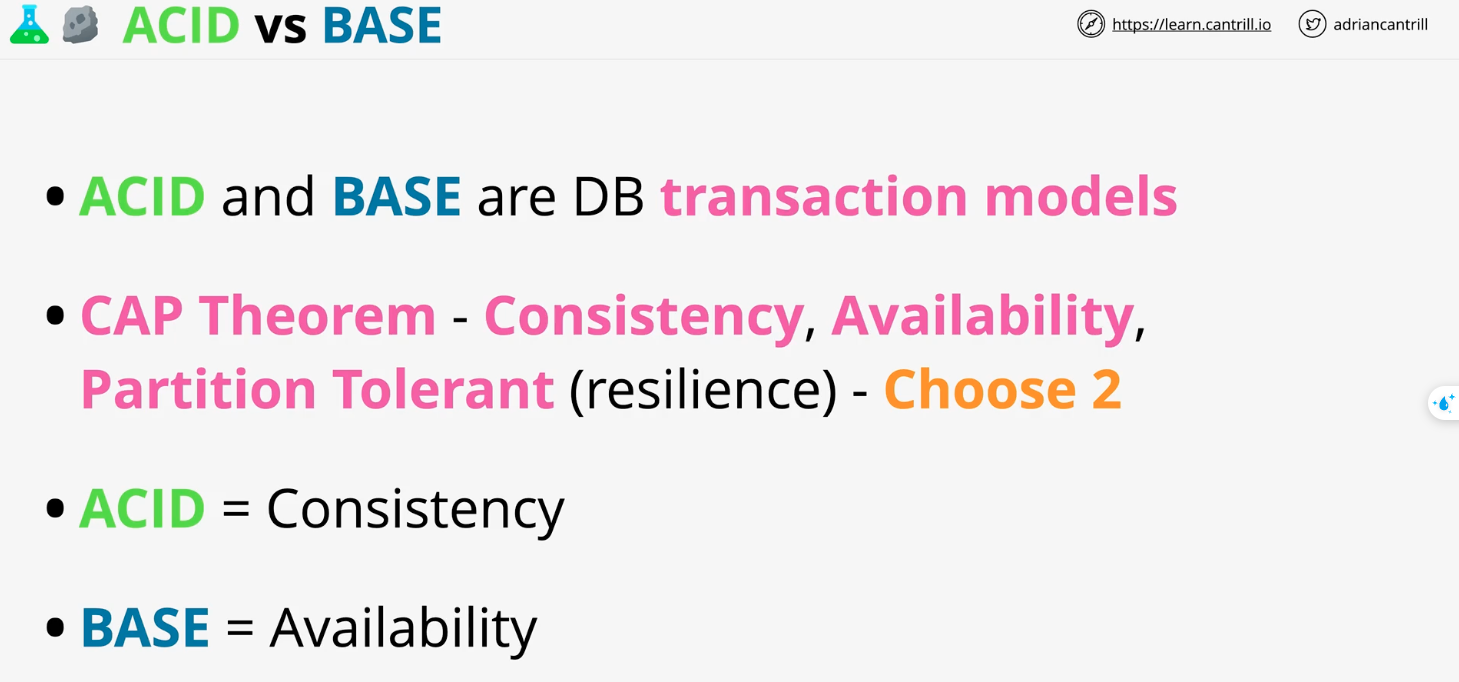 ACID vs BASE
https://learn.cantrill.io
adriancantrill
• ACID and BASE are DB transaction models
• CAP Theorem - Consistency, Availability,
Partition Tolerant (resilience) - Choose 2
• ACID = Consistency
• BASE = Availability